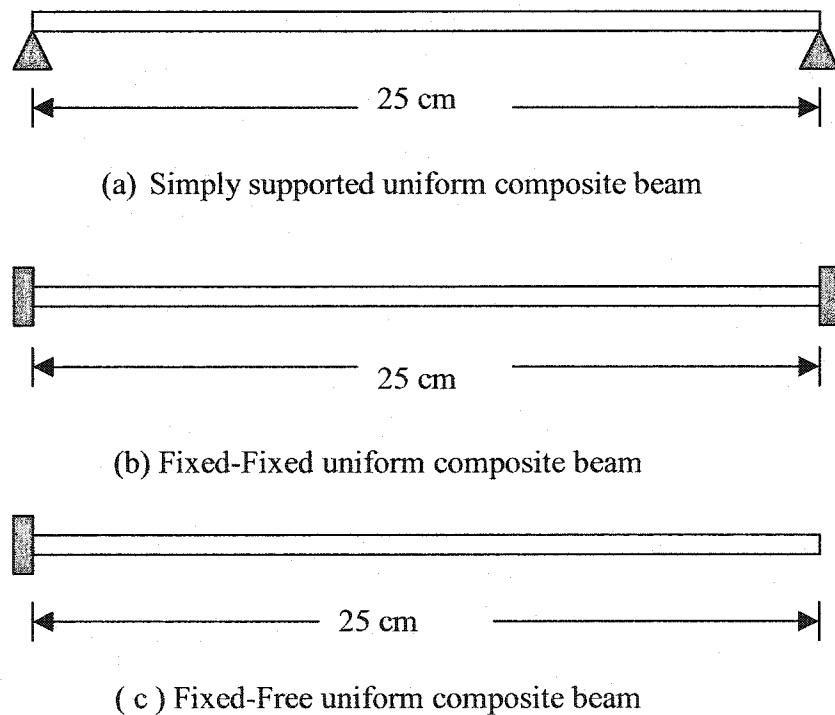 25 cm
(a) Simply supported uniform composite beam
25 cm
(b) Fixed-Fixed uniform composite beam
25 cm
( c ) Fixed-Free uniform composite beam